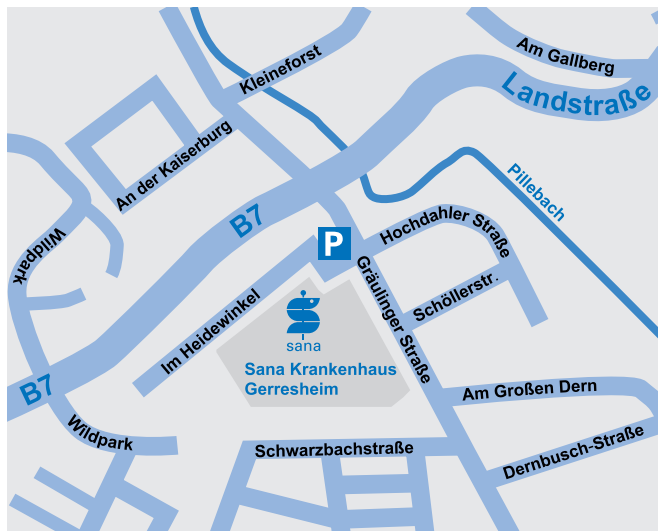 Kleineforst
Am Gallberg
Landstraße
An der Kaiserburg
Pillebach
B7
Wildpark
P
Hochdahler Straße
Gräulinger Straße
Schöllerstr.
Im Heidewinkel
sana
Sana Krankenhaus
Gerresheim
B7
Wildpark
Am Großen Dern
Schwarzbachstraße
Dernbusch-Straße